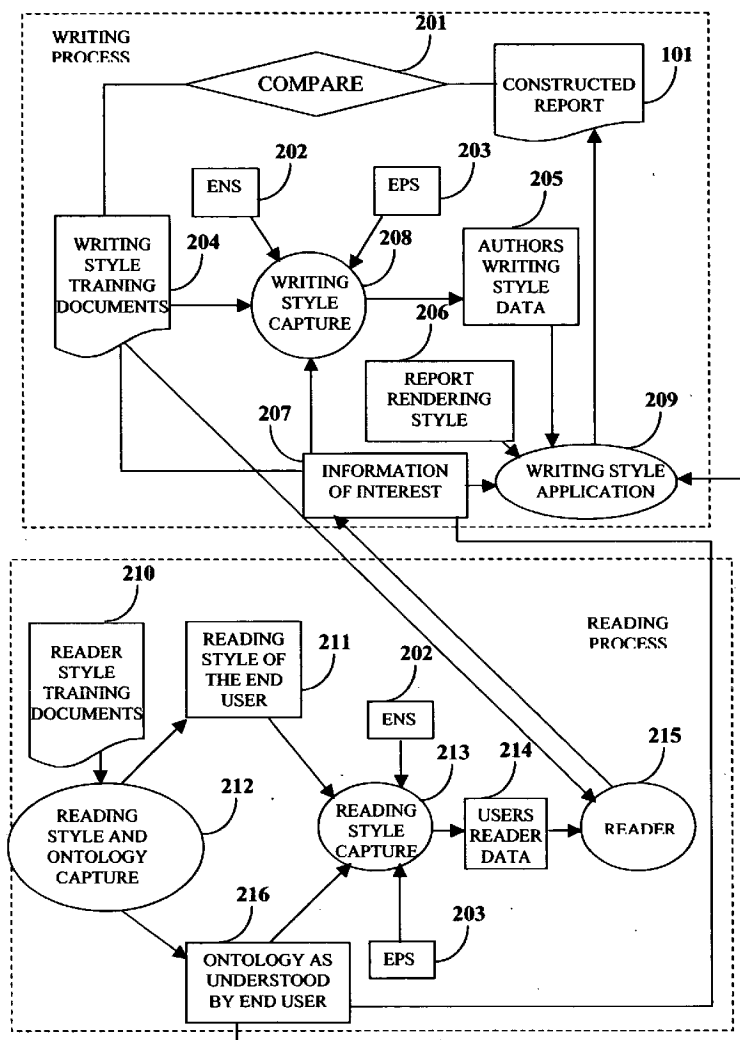 WRITING
PROCESS
201
COMPARE
101
CONSTRUCTED
REPORT
202
ENS
203
EPS
204
WRITING
STYLE
TRAINING
DOCUMENTS
208
WRITING
STYLE
CAPTURE
205
AUTHORS
WRITING
STYLE
DATA
206
REPORT
RENDERING
STYLE
207
INFORMATION
OF INTEREST
209
WRITING STYLE
APPLICATION
210
READER
STYLE
TRAINING
DOCUMENTS
READING
STYLE OF
THE END
USER
211
READING
PROCESS
202
ENS
212
READING
STYLE AND
ONTOLOGY
CAPTURE
213
READING
STYLE
CAPTURE
214
USERS
READER
DATA
215
READER
216
ONTOLOGY AS
UNDERSTOOD
BY END USER
203
EPS